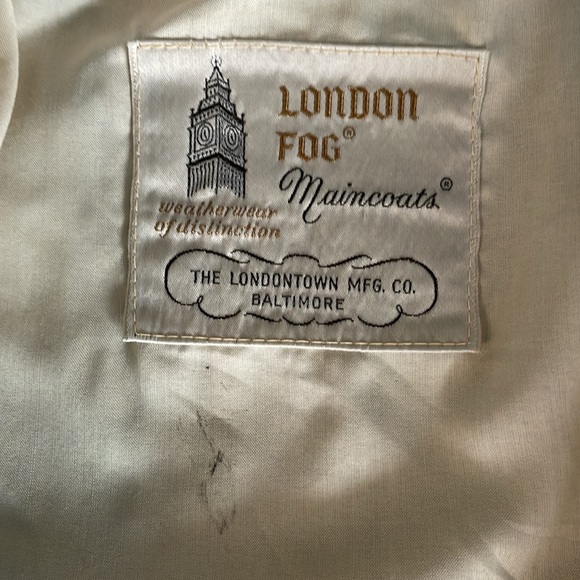 LONDON
FOG®
Maincoats®
weatherwear
of distinction
THE LONDONTOWN MFG. CO.
BALTIMORE